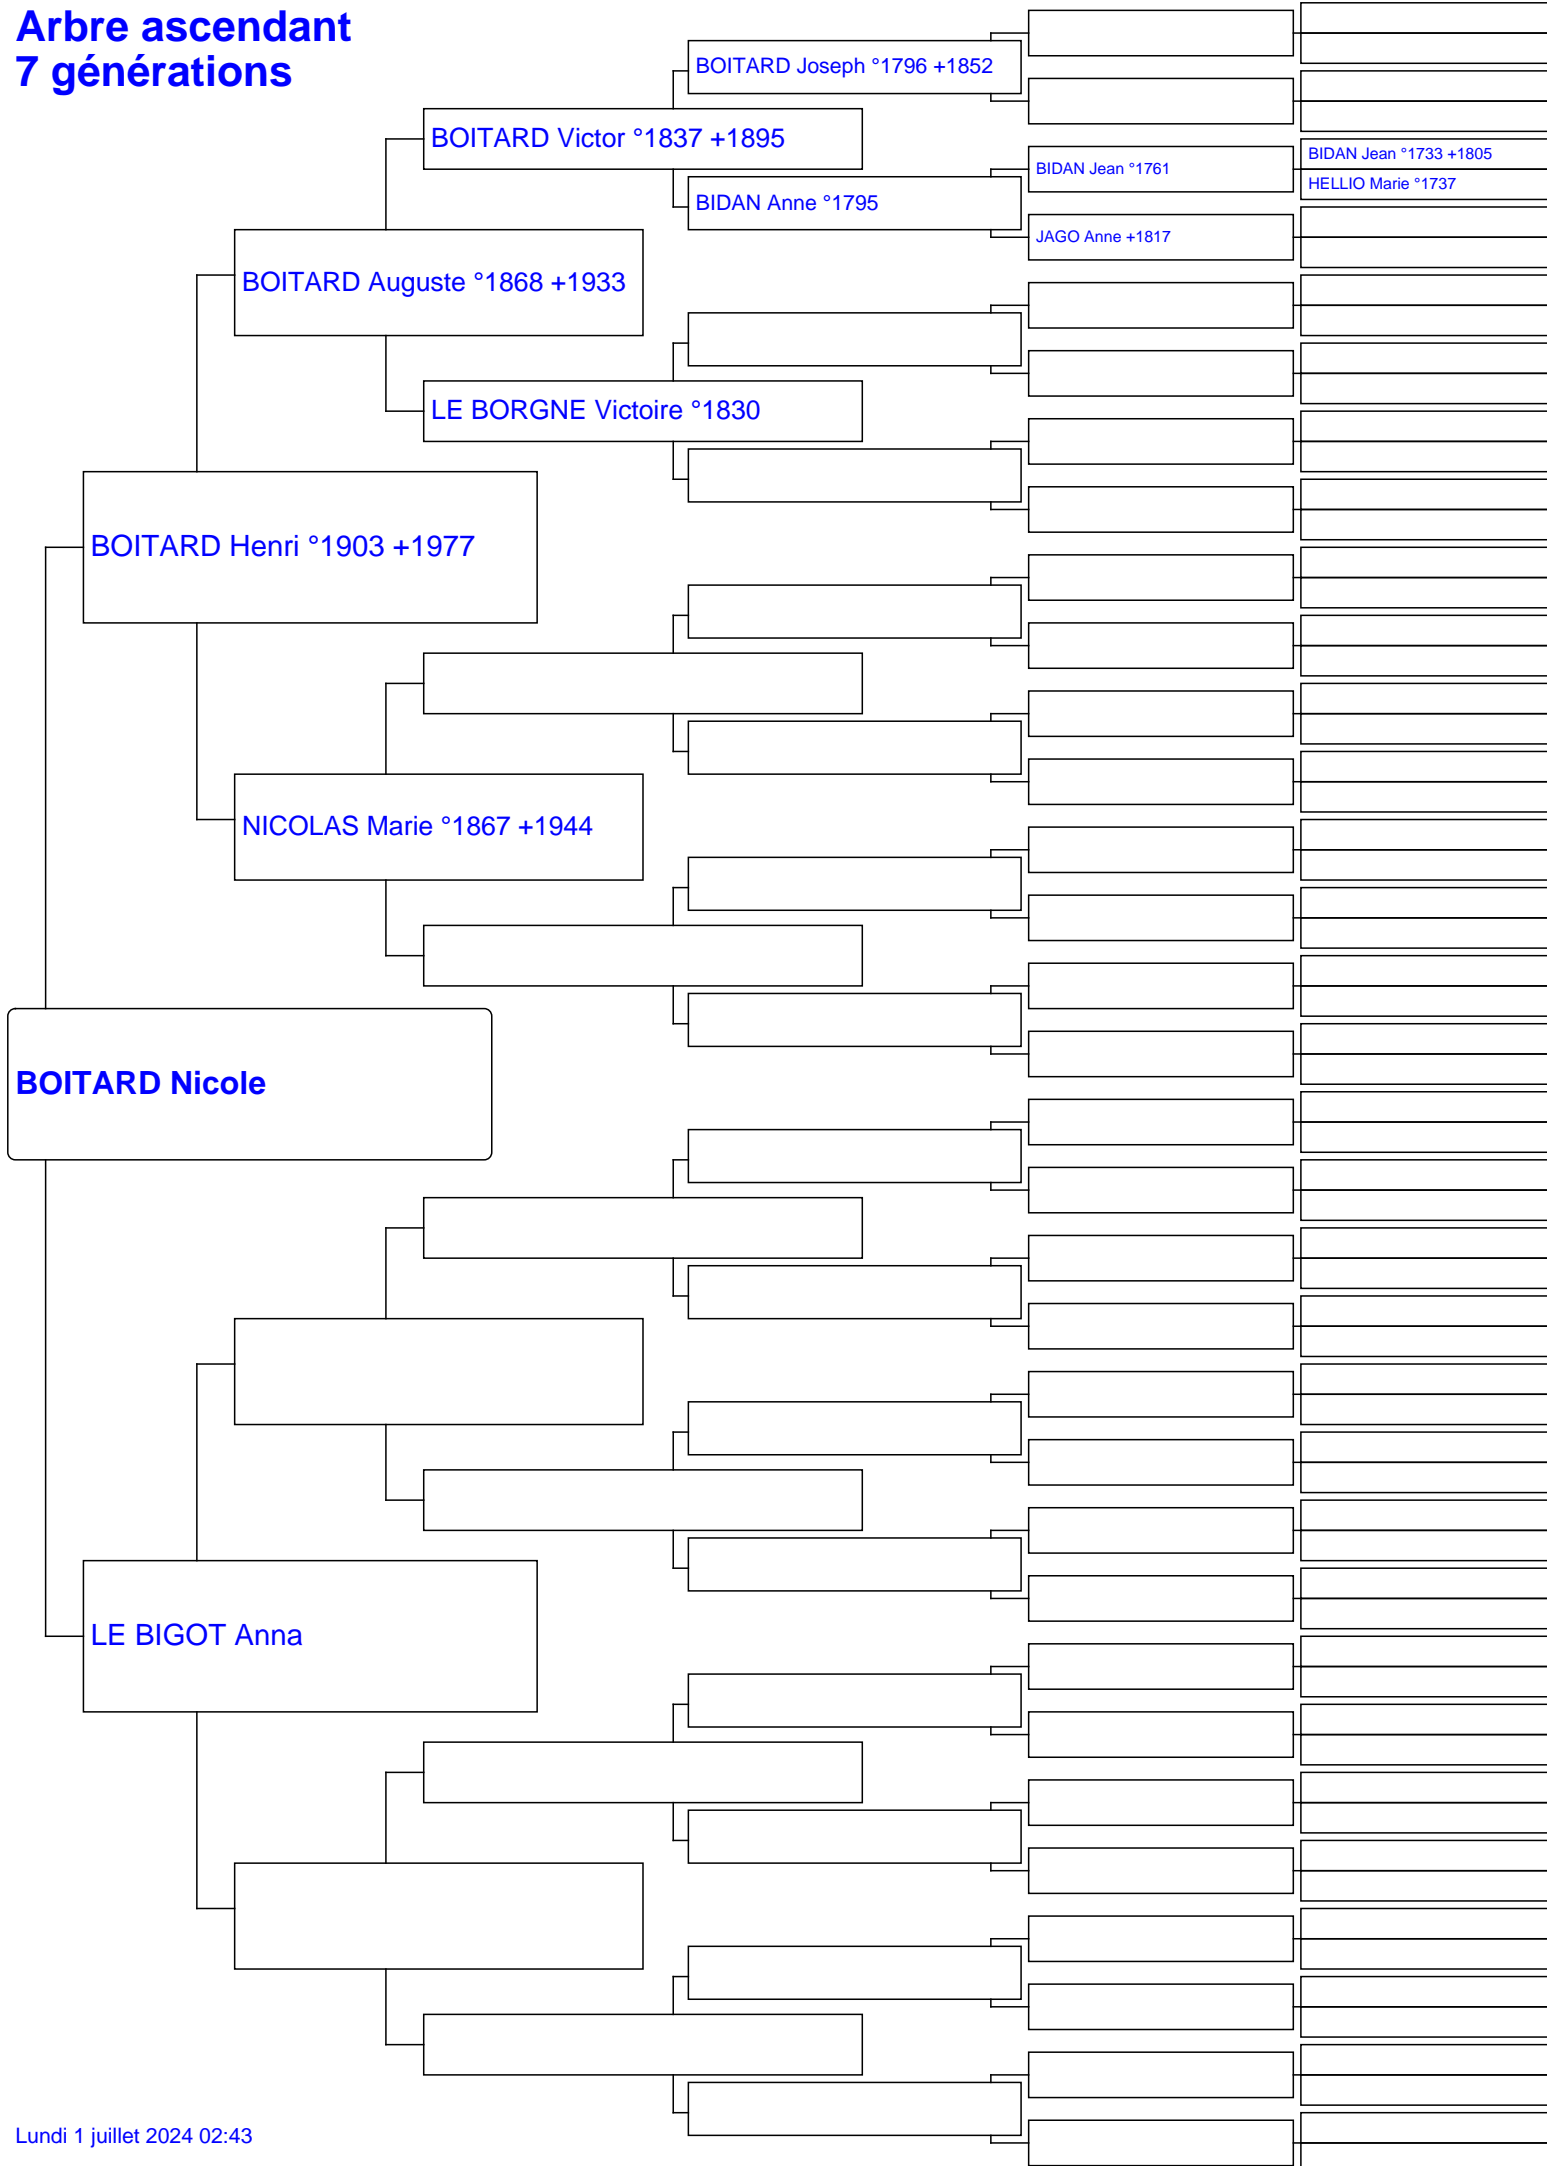 Arbre ascendant
7 générations
BOITARD Joseph °1796 +1852
BOITARD Victor °1837 +1895
BIDAN Jean °1733 +1805
BIDAN Jean °1761
HELLIO Marie °1737
BIDAN Anne °1795
JAGO Anne +1817
BOITARD Auguste °1868 +1933
LE BORGNE Victoire °1830
BOITARD Henri °1903 +1977
NICOLAS Marie °1867 +1944
BOITARD Nicole
LE BIGOT Anna
Lundi 1 juillet 2024 02:43